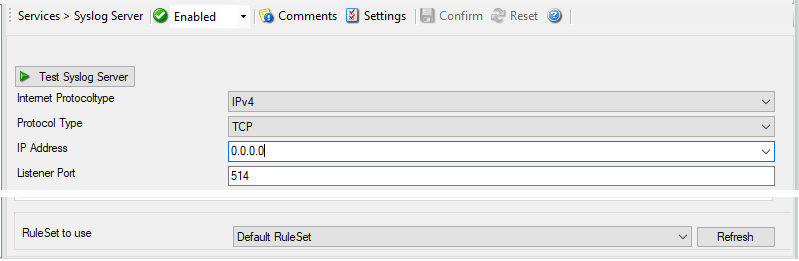 Services > Syslog Server Enabled Comments Settings Confirm Reset
Test Syslog Server
Internet Protocoltype IPv4
Protocol Type TCP
IP Address 0.0.0.0
Listener Port 514
RuleSet to use Default RuleSet Refresh